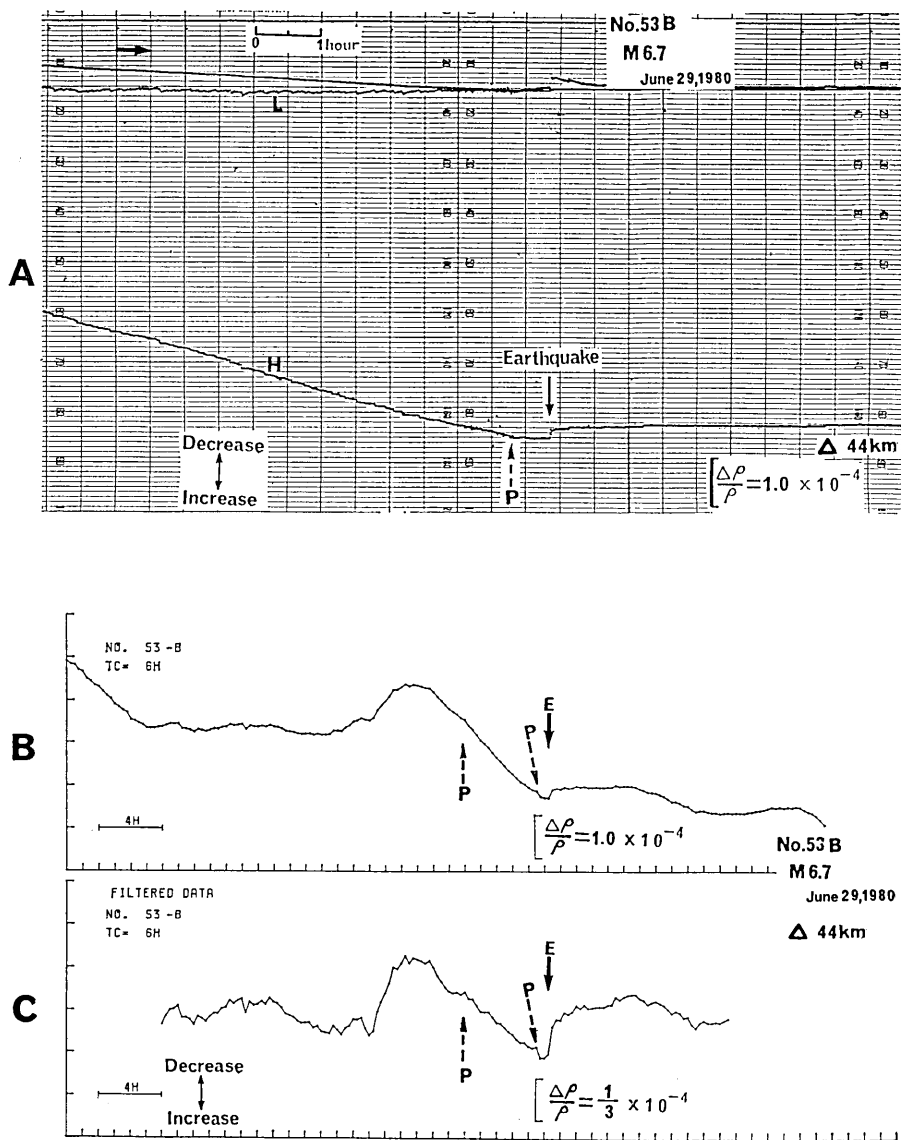 No.53B
M 6.7
June 29,1980
0 1hour
L
A
H
Earthquake
Decrease
Increase
P
Δ 44km
Δρ/ρ = 1.0 × 10⁻⁴
B
NO. 53-B
TC= 6H
P
P
E
4H
Δρ/ρ = 1.0 × 10⁻⁴
No.53B
M 6.7
June 29,1980
Δ 44km
C
FILTERED DATA
NO. 53-B
TC= 6H
P
P
E
4H
Decrease
Increase
Δρ/ρ = 1/3 × 10⁻⁴